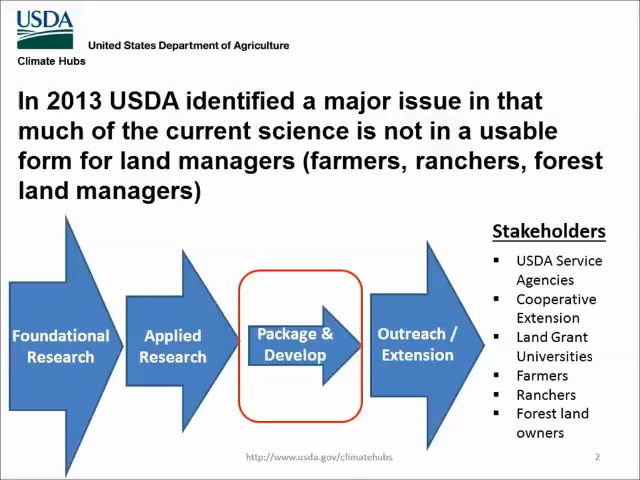 USDA
United States Department of Agriculture
Climate Hubs
In 2013 USDA identified a major issue in that
much of the current science is not in a usable
form for land managers (farmers, ranchers, forest
land managers)
Foundational
Research
Applied
Research
Package &
Develop
Outreach /
Extension
Stakeholders
▪ USDA Service
Agencies
▪ Cooperative
Extension
▪ Land Grant
Universities
▪ Farmers
▪ Ranchers
▪ Forest land
owners
http://www.usda.gov/climatehubs
2